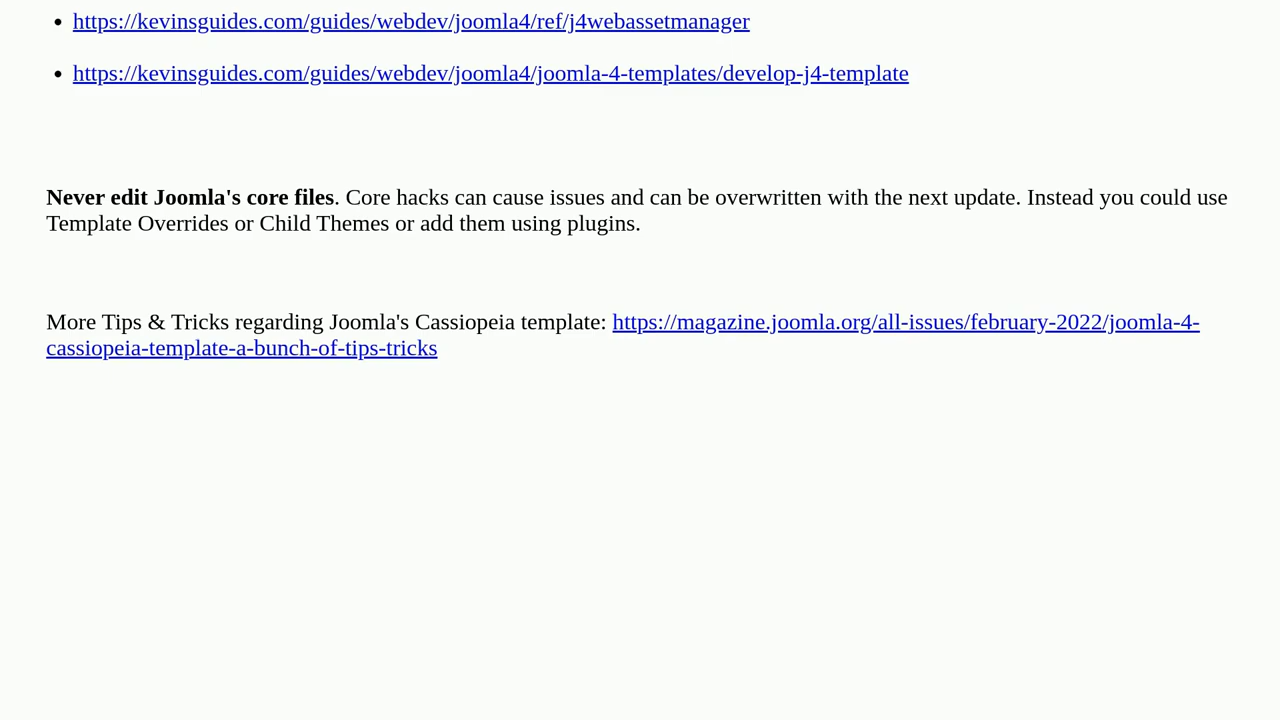 • https://kevinsguides.com/guides/webdev/joomla4/ref/j4webassetmanager
• https://kevinsguides.com/guides/webdev/joomla4/joomla-4-templates/develop-j4-template
Never edit Joomla's core files. Core hacks can cause issues and can be overwritten with the next update. Instead you could use
Template Overrides or Child Themes or add them using plugins.
More Tips & Tricks regarding Joomla's Cassiopeia template: https://magazine.joomla.org/all-issues/february-2022/joomla-4-
cassiopeia-template-a-bunch-of-tips-tricks